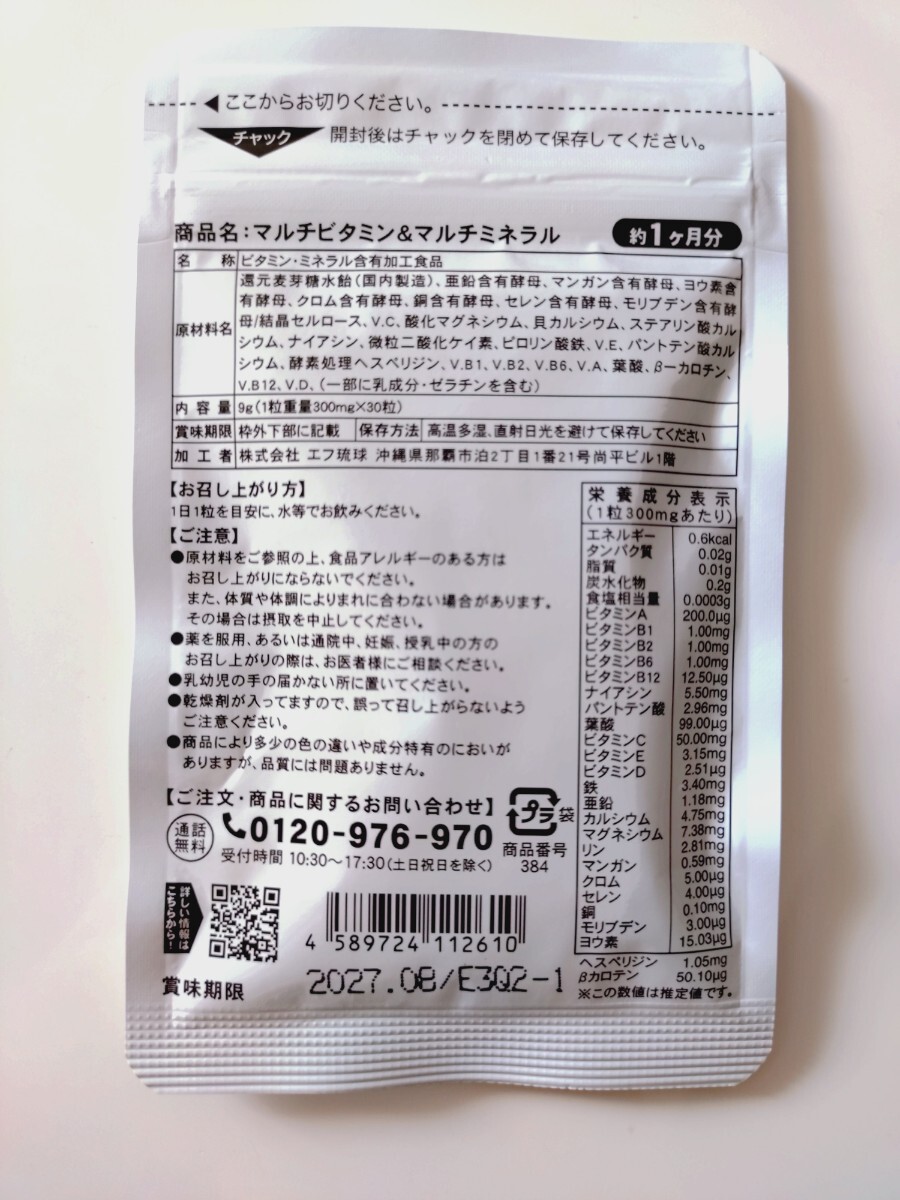 ◀ここからお切りください。
チャック 開封後はチャックを閉めて保存してください。
商品名:マルチビタミン&マルチミネラル 約1ヶ月分
名称 ビタミン・ミネラル含有加工食品
原材料名 還元麦芽糖水飴(国内製造)、亜鉛含有酵母、マンガン含有酵母、ヨウ素含
有酵母、クロム含有酵母、銅含有酵母、セレン含有酵母、モリブデン含有酵
母/結晶セルロース、V.C、酸化マグネシウム、貝カルシウム、ステアリン酸カル
シウム、ナイアシン、微粒二酸化ケイ素、ピロリン酸鉄、V.E、パントテン酸カル
シウム、酵素処理ヘスペリジン、V.B1、V.B2、V.B6、V.A、葉酸、β-カロチン、
V.B12、V.D、(一部に乳成分・ゼラチンを含む)
内容量 9g(1粒重量300mg×30粒)
賞味期限 枠外下部に記載 保存方法 高温多湿、直射日光を避けて保存してください
加工者 株式会社 エフ琉球 沖縄県那覇市泊2丁目1番21号尚平ビル1階
【お召し上がり方】
1日1粒を目安に、水等でお飲みください。
【ご注意】
●原材料をご参照の上、食品アレルギーのある方は
お召し上がりにならないでください。
また、体質や体調によりまれに合わない場合があります。
その場合は摂取を中止してください。
●薬を服用、あるいは通院中、妊娠、授乳中の方の
お召し上がりの際は、お医者様にご相談ください。
●乳幼児の手の届かない所に置いてください。
●乾燥剤が入ってますので、誤って召し上がらないよう
ご注意ください。
●商品により多少の色の違いや成分特有のにおいが
ありますが、品質には問題ありません。
【ご注文・商品に関するお問い合わせ】
通話無料 0120-976-970
受付時間 10:30〜17:30(土日祝日を除く)
プラ 袋
商品番号
384
詳しい情報は
こちらから!
4 589724 112610
賞味期限 2027.08/E3Q2-1
栄養成分表示
(1粒300mgあたり)
エネルギー 0.6kcal
タンパク質 0.02g
脂質 0.01g
炭水化物 0.2g
食塩相当量 0.0003g
ビタミンA 200.0μg
ビタミンB1 1.00mg
ビタミンB2 1.00mg
ビタミンB6 1.00mg
ビタミンB12 12.50μg
ナイアシン 5.50mg
パントテン酸 2.96mg
葉酸 99.00μg
ビタミンC 50.00mg
ビタミンE 3.15mg
ビタミンD 2.51μg
鉄 3.40mg
亜鉛 1.18mg
カルシウム 4.75mg
マグネシウム 7.38mg
リン 2.81mg
マンガン 0.59mg
クロム 5.00μg
セレン 4.00μg
銅 0.10mg
モリブデン 3.00μg
ヨウ素 15.03μg
ヘスペリジン 1.05mg
βカロテン 50.10μg
※この数値は推定値です。